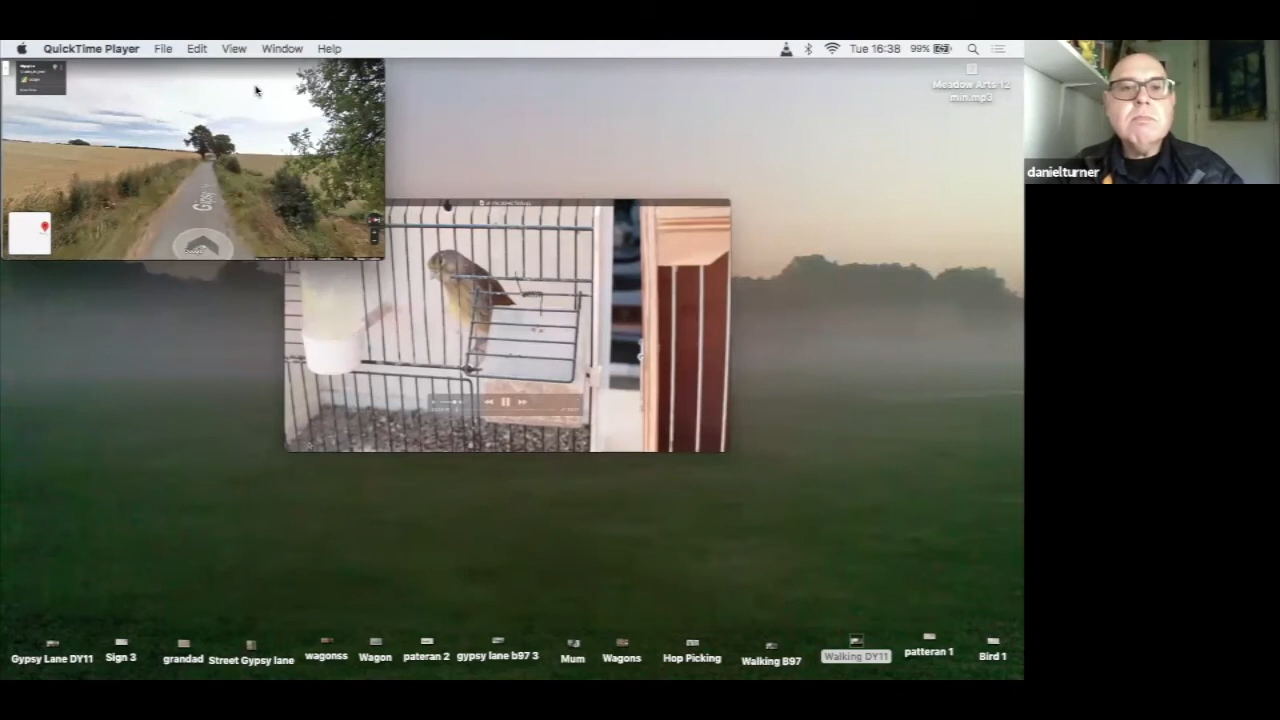 QuickTime Player File Edit View Window Help
Tue 16:38 99%
Meadow Arts 12
min.mp3
danielturner
Gypsy
Google
Gypsy Lane DY11
Sign 3
grandad
Street Gypsy lane
wagonss
Wagon
pateran 2
gypsy lane b97 3
Mum
Wagons
Hop Picking
Walking B97
Walking DY11
patteran 1
Bird 1